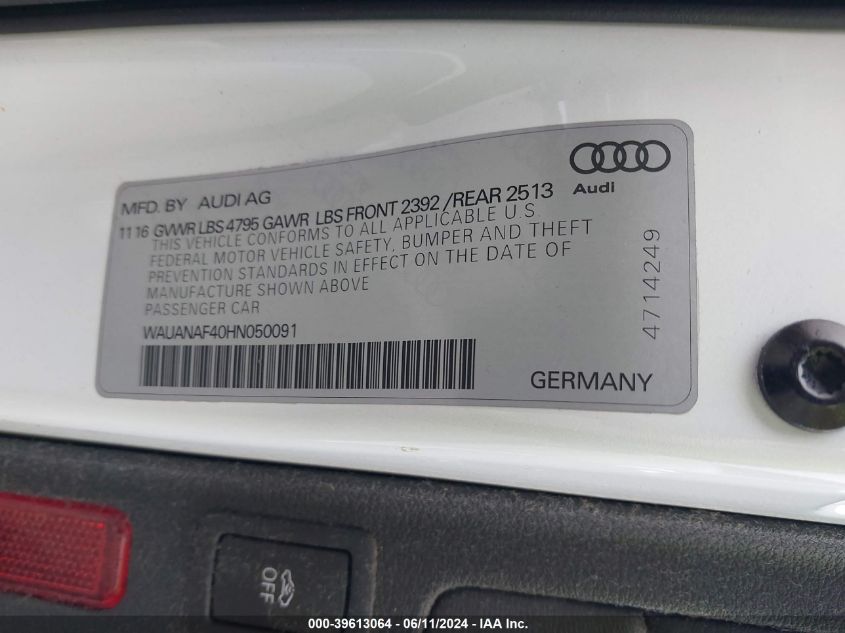 Audi
MFD. BY AUDI AG
11 16 GVWR LBS 4795 GAWR LBS FRONT 2392 /REAR 2513
THIS VEHICLE CONFORMS TO ALL APPLICABLE U.S.
FEDERAL MOTOR VEHICLE SAFETY, BUMPER AND THEFT
PREVENTION STANDARDS IN EFFECT ON THE DATE OF
MANUFACTURE SHOWN ABOVE
PASSENGER CAR
WAUANAF40HN050091
GERMANY
4714249
OFF
000-39613064 - 06/11/2024 - IAA Inc.